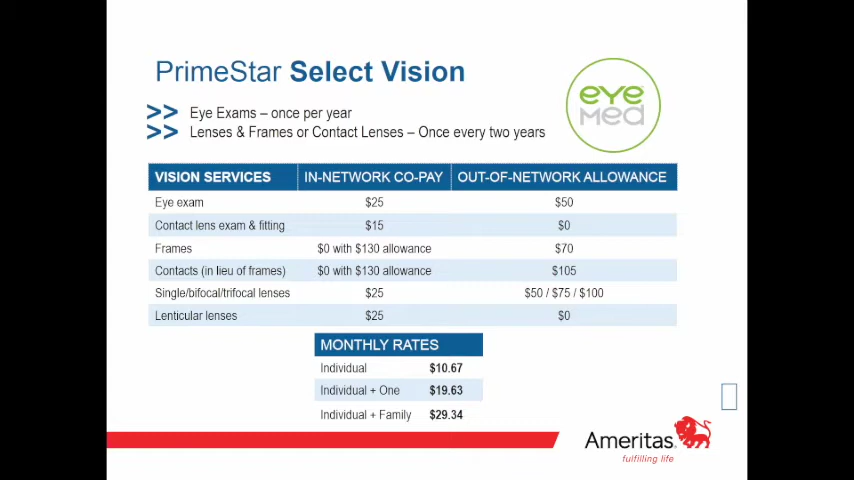 PrimeStar Select Vision
eye
med
>> Eye Exams – once per year
>> Lenses & Frames or Contact Lenses – Once every two years
VISION SERVICES IN-NETWORK CO-PAY OUT-OF-NETWORK ALLOWANCE
Eye exam $25 $50
Contact lens exam & fitting $15 $0
Frames $0 with $130 allowance $70
Contacts (in lieu of frames) $0 with $130 allowance $105
Single/bifocal/trifocal lenses $25 $50 / $75 / $100
Lenticular lenses $25 $0
MONTHLY RATES
Individual $10.67
Individual + One $19.63
Individual + Family $29.34
Ameritas
fulfilling life